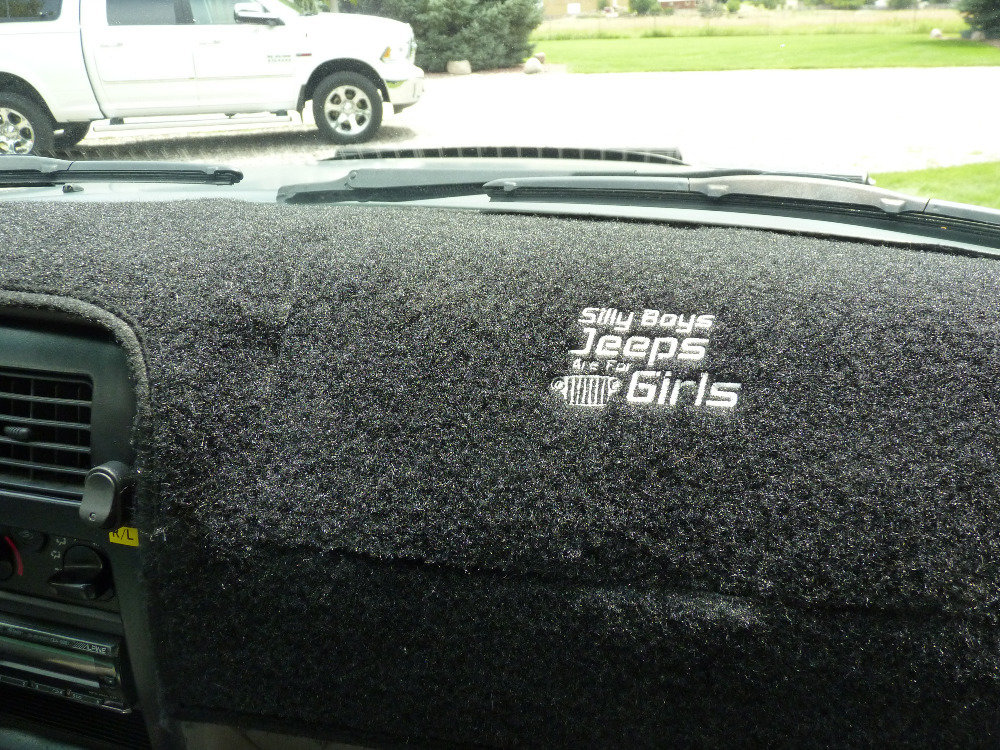 Silly Boys
Jeeps
Are For
Girls
R/L